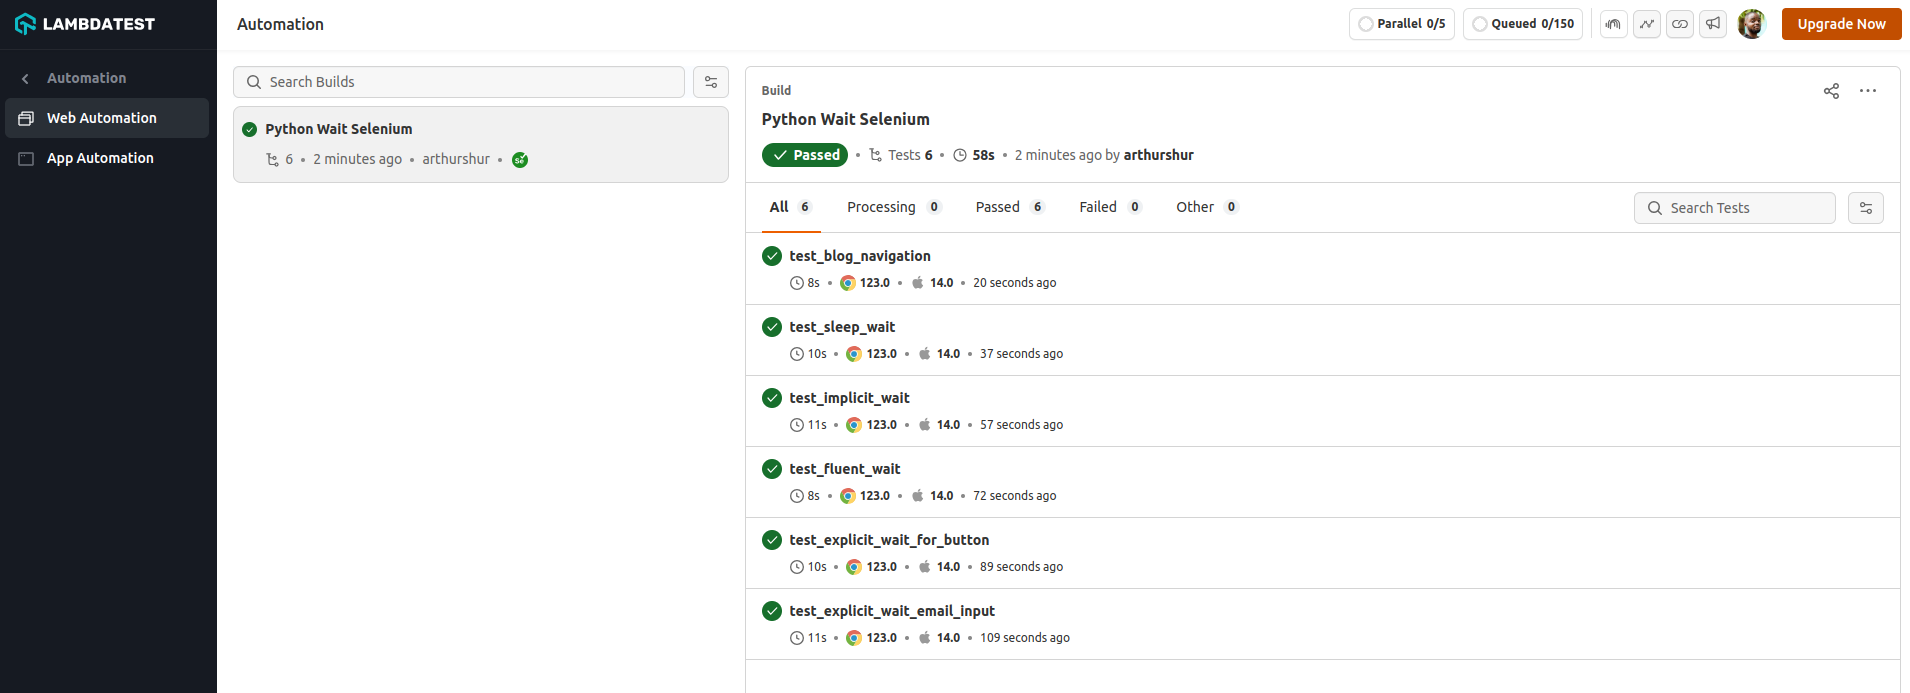 LAMBDATEST
Automation
Parallel 0/5
Queued 0/150
Upgrade Now
Automation
Web Automation
App Automation
Search Builds
Python Wait Selenium
6 • 2 minutes ago • arthurshur •
Build
Python Wait Selenium
Passed • Tests 6 • 58s • 2 minutes ago by arthurshur
All 6 Processing 0 Passed 6 Failed 0 Other 0
Search Tests
test_blog_navigation
8s • 123.0 • 14.0 • 20 seconds ago
test_sleep_wait
10s • 123.0 • 14.0 • 37 seconds ago
test_implicit_wait
11s • 123.0 • 14.0 • 57 seconds ago
test_fluent_wait
8s • 123.0 • 14.0 • 72 seconds ago
test_explicit_wait_for_button
10s • 123.0 • 14.0 • 89 seconds ago
test_explicit_wait_email_input
11s • 123.0 • 14.0 • 109 seconds ago